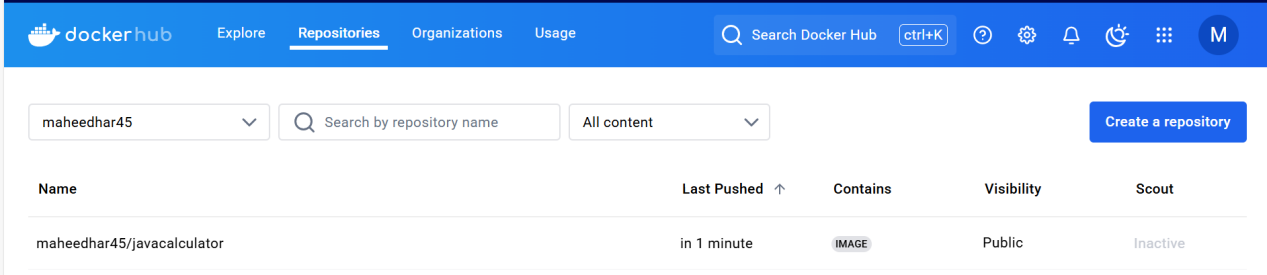 dockerhub Explore Repositories Organizations Usage Search Docker Hub ctrl+K ? M
maheedhar45 Search by repository name All content Create a repository
Name Last Pushed ↑ Contains Visibility Scout
maheedhar45/javacalculator in 1 minute IMAGE Public Inactive